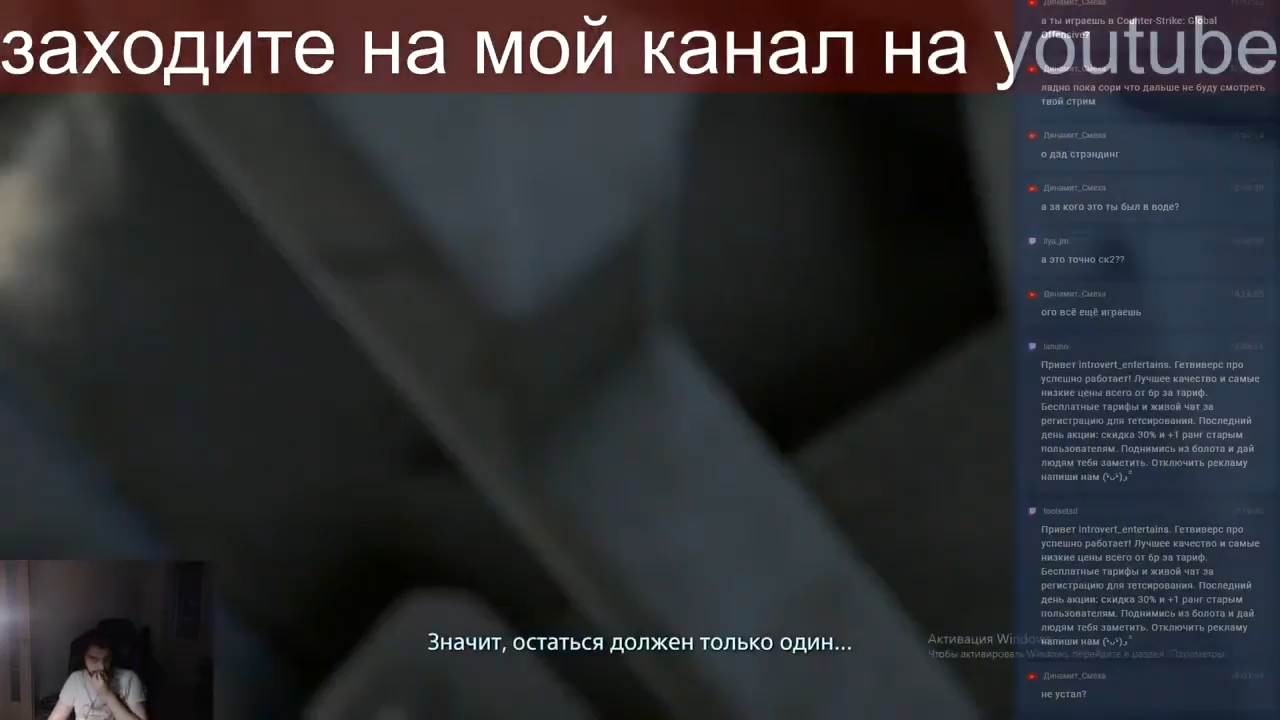 заходите на мой канал на youtube
а ты играешь в Counter-Strike: Global
Offensive?
Динамит_Смеха
ладно пока сори что дальше не буду смотреть
твой стрим
Динамит_Смеха
о дэд стрэндинг
Динамит_Смеха
а за кого это ты был в воде?
ilya_jm
а это точно ск2??
Динамит_Смеха
ого всё ещё играешь
Привет introvert_entertains. Гетвиверс про
успешно работает! Лучшее качество и самые
низкие цены всего от 6р за тариф.
Бесплатные тарифы и живой чат за
регистрацию для тетсирования. Последний
день акции: скидка 30% и +1 ранг старым
пользователям. Поднимись из болота и дай
людям тебя заметить. Отключить рекламу
напиши нам
Привет introvert_entertains. Гетвиверс про
успешно работает! Лучшее качество и самые
низкие цены всего от 6р за тариф.
Бесплатные тарифы и живой чат за
регистрацию для тетсирования. Последний
день акции: скидка 30% и +1 ранг старым
пользователям. Поднимись из болота и дай
людям тебя заметить. Отключить рекламу
напиши нам
Значит, остаться должен только один...
Активация Windows
Чтобы активировать Windows, перейдите в раздел "Параметры".
Динамит_Смеха
не устал?